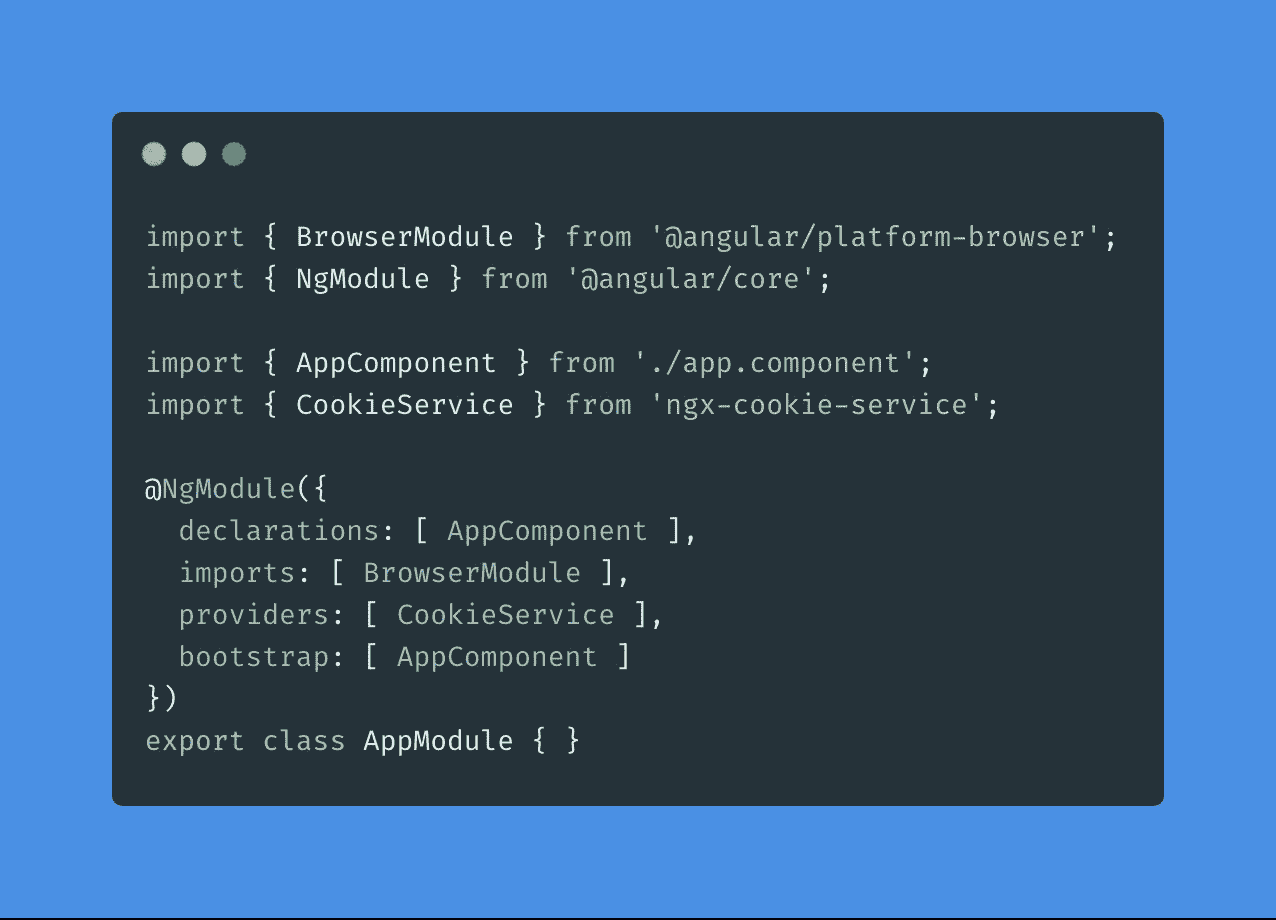 import { BrowserModule } from '@angular/platform-browser';
import { NgModule } from '@angular/core';

import { AppComponent } from './app.component';
import { CookieService } from 'ngx-cookie-service';

@NgModule({
  declarations: [ AppComponent ],
  imports: [ BrowserModule ],
  providers: [ CookieService ],
  bootstrap: [ AppComponent ]
})
export class AppModule { }